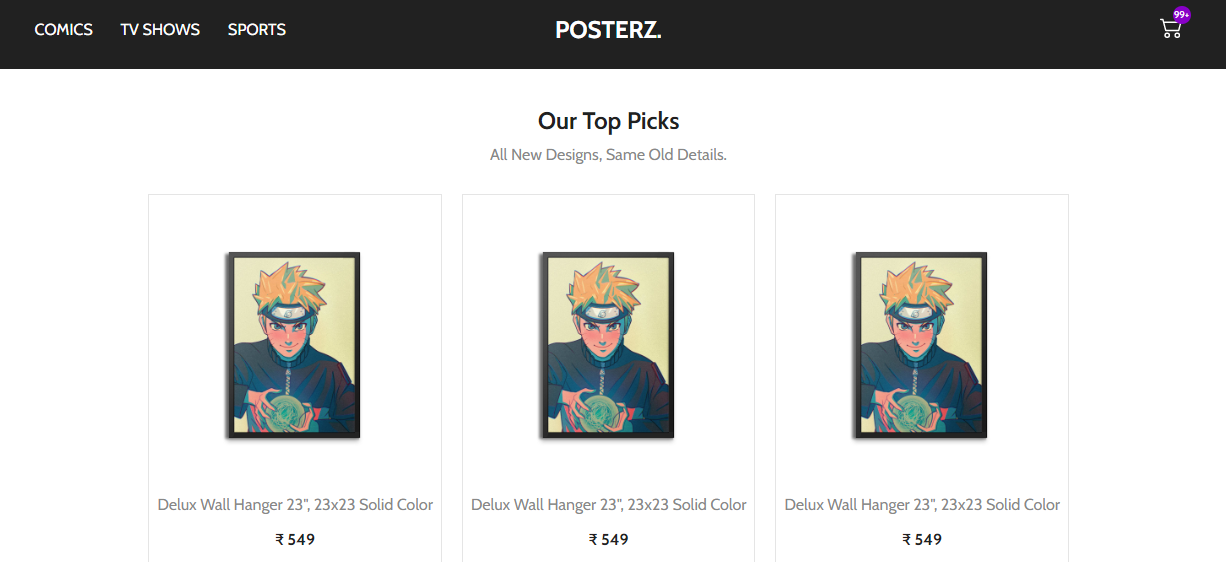 COMICS TV SHOWS SPORTS POSTERZ. 99+
Our Top Picks
All New Designs, Same Old Details.
Delux Wall Hanger 23", 23x23 Solid Color Delux Wall Hanger 23", 23x23 Solid Color Delux Wall Hanger 23", 23x23 Solid Color
₹ 549 ₹ 549 ₹ 549